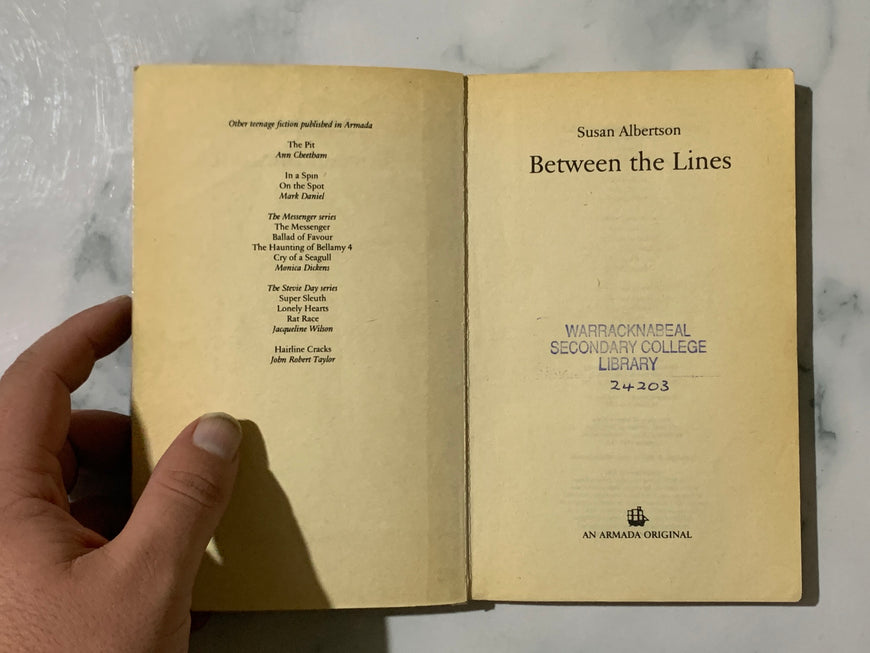 Other teenage fiction published in Armada
The Pit
Ann Cheetham
In a Spin
On the Spot
Mark Daniel
The Messenger series
The Messenger
Ballad of Favour
The Haunting of Bellamy 4
Cry of a Seagull
Monica Dickens
The Stevie Day series
Super Sleuth
Lonely Hearts
Rat Race
Jacqueline Wilson
Hairline Cracks
John Robert Taylor
Susan Albertson
Between the Lines
WARRACKNABEAL
SECONDARY COLLEGE
LIBRARY
24203
AN ARMADA ORIGINAL